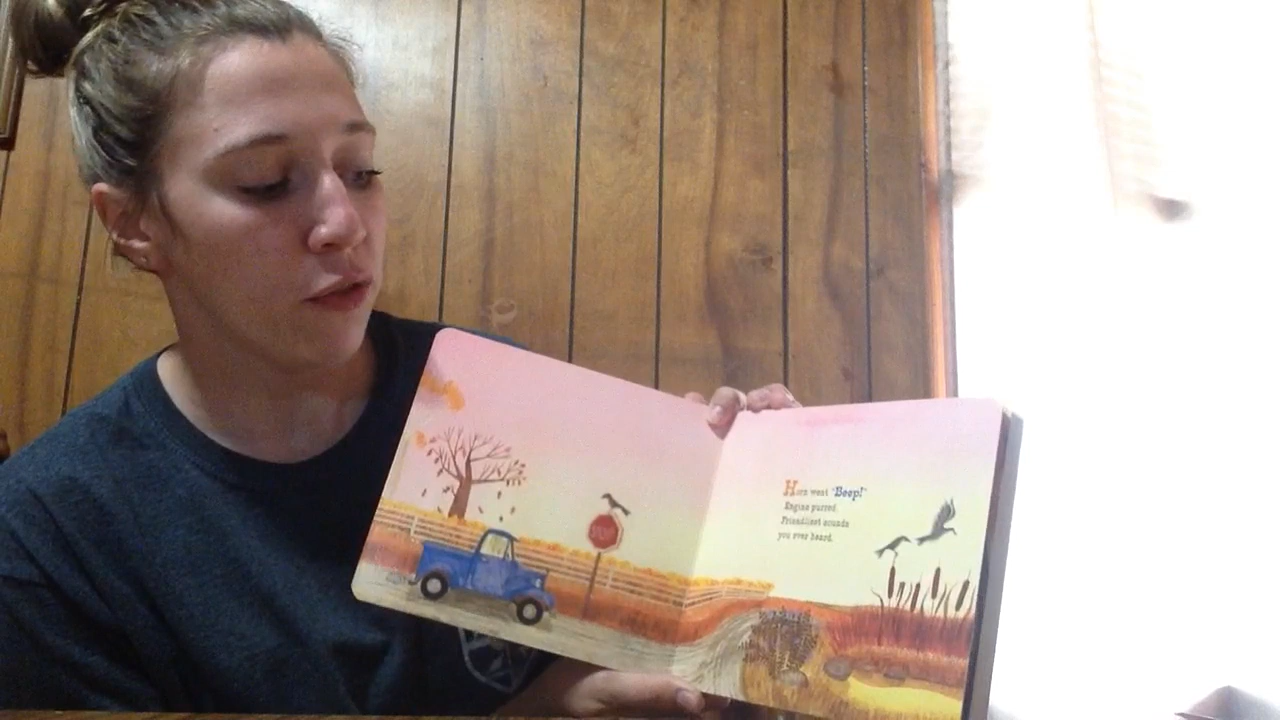 STOP
Horn went "Beep!"
Engine purred.
Friendliest sounds
you ever heard.